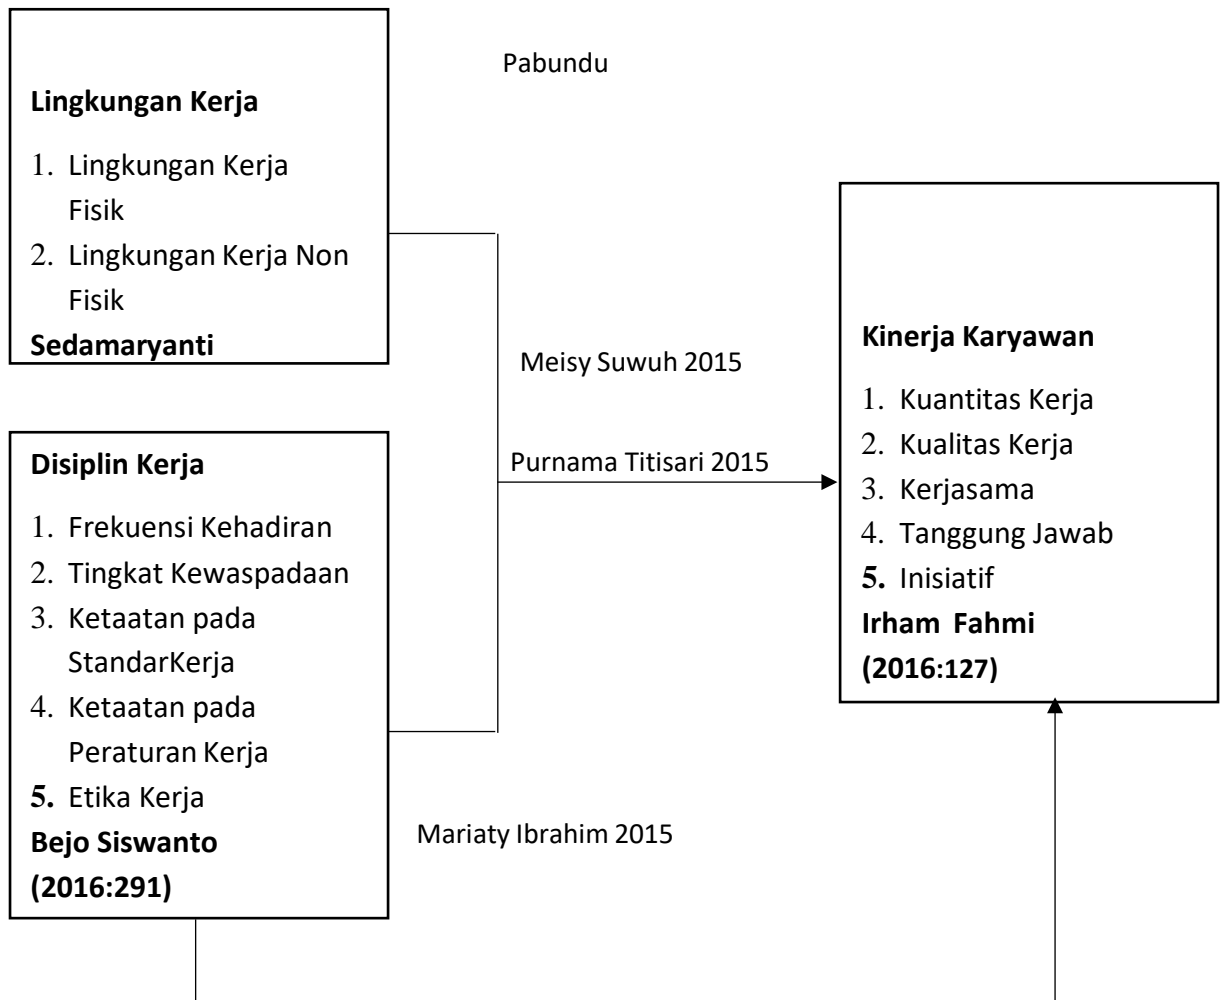 Pabundu
Lingkungan Kerja
1. Lingkungan Kerja
Fisik
2. Lingkungan Kerja Non
Fisik
Sedamaryanti
Meisy Suwuh 2015
Purnama Titisari 2015
Disiplin Kerja
1. Frekuensi Kehadiran
2. Tingkat Kewaspadaan
3. Ketaatan pada
StandarKerja
4. Ketaatan pada
Peraturan Kerja
5. Etika Kerja
Bejo Siswanto
(2016:291)
Mariaty Ibrahim 2015
Kinerja Karyawan
1. Kuantitas Kerja
2. Kualitas Kerja
3. Kerjasama
4. Tanggung Jawab
5. Inisiatif
Irham Fahmi
(2016:127)